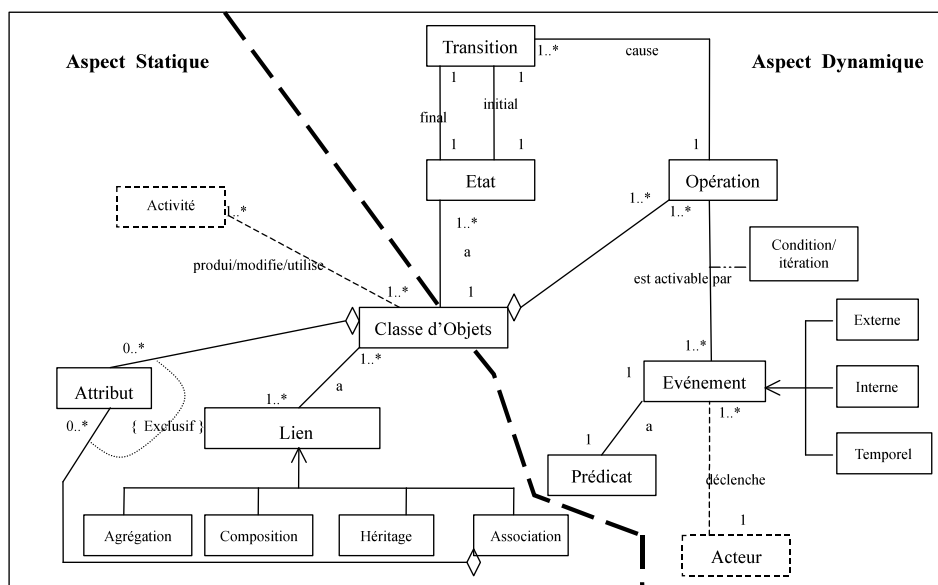 Aspect Statique
Aspect Dynamique
Transition
1..*
cause
1
1
final
initial
1
1
1
Etat
Opération
Activité
1..*
1..*
1..*
1..*
a
produi/modifie/utilise
est activable par
Condition/
itération
1..*
1
Classe d'Objets
Externe
0..*
1..*
1..*
Attribut
a
1
Evénement
Interne
0..*
1..*
1..*
{ Exclusif }
Lien
a
1
Prédicat
Temporel
déclenche
Agrégation
Composition
Héritage
Association
1
Acteur